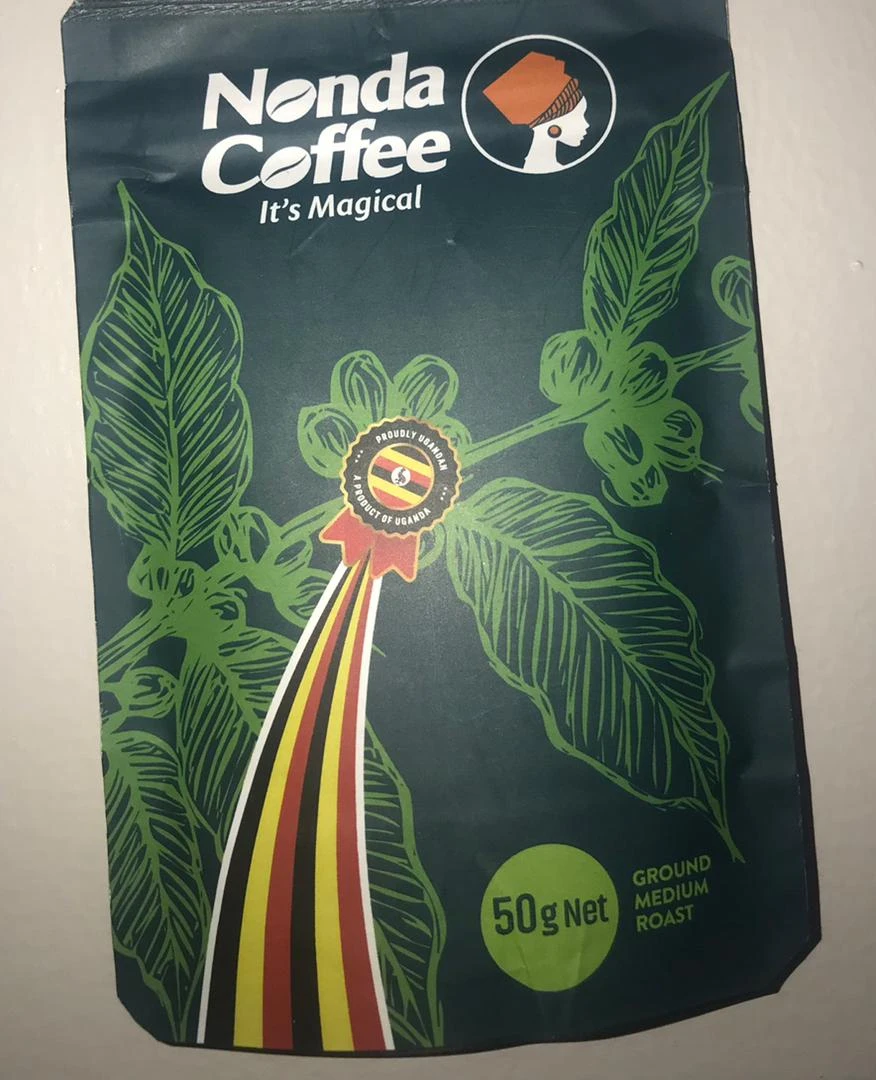 Nonda
Coffee
It's Magical
PROUDLY UGANDAN
A PRODUCT OF UGANDA
50g Net
GROUND
MEDIUM
ROAST